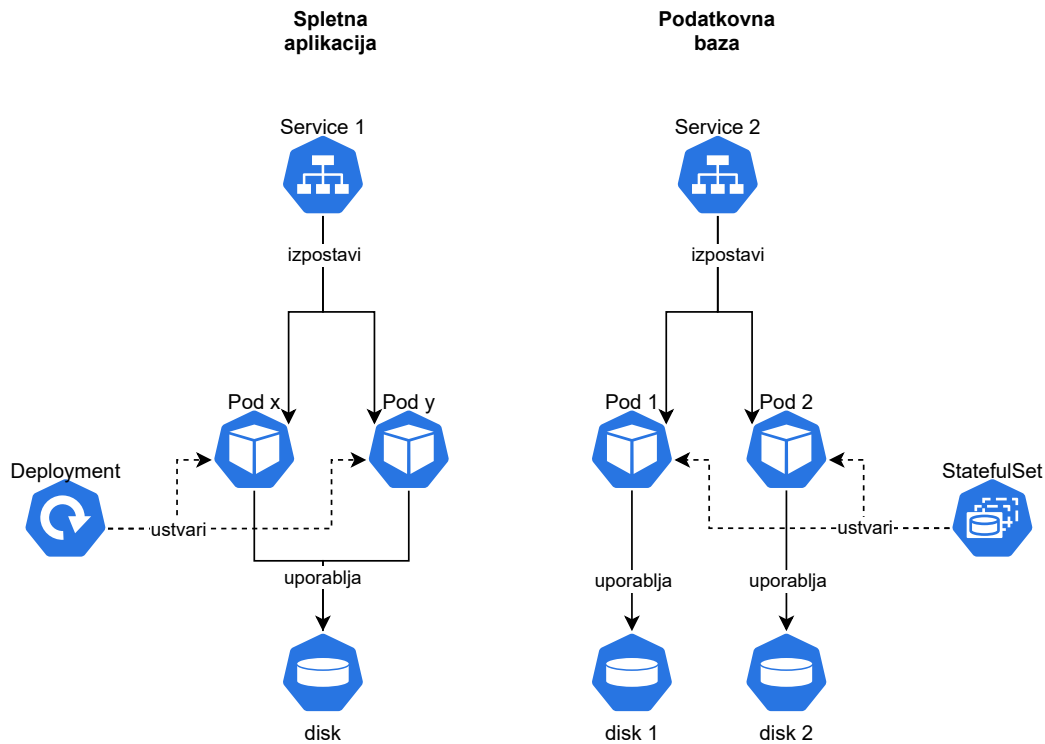 Spletna
aplikacija
Podatkovna
baza
Service 1
Service 2
izpostavi
izpostavi
Pod x
Pod y
Pod 1
Pod 2
Deployment
StatefulSet
ustvari
ustvari
uporablja
uporablja
uporablja
disk
disk 1
disk 2